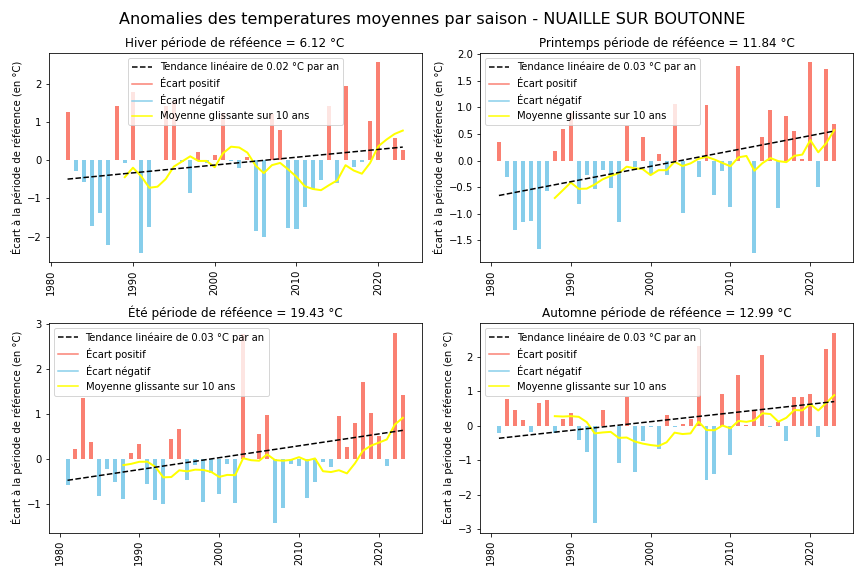 Anomalies des temperatures moyennes par saison - NUAILLE SUR BOUTONNE
Hiver période de référence = 6.12 °C
Tendance linéaire de 0.02 °C par an
Écart positif
Écart négatif
Moyenne glissante sur 10 ans
Écart à la période de référence (en °C)
2
1
0
−1
−2
1980
1990
2000
2010
2020
Printemps période de référence = 11.84 °C
Tendance linéaire de 0.03 °C par an
Écart positif
Écart négatif
Moyenne glissante sur 10 ans
Écart à la période de référence (en °C)
2.0
1.5
1.0
0.5
0.0
−0.5
−1.0
−1.5
1980
1990
2000
2010
2020
Été période de référence = 19.43 °C
Tendance linéaire de 0.03 °C par an
Écart positif
Écart négatif
Moyenne glissante sur 10 ans
Écart à la période de référence (en °C)
3
2
1
0
−1
1980
1990
2000
2010
2020
Automne période de référence = 12.99 °C
Tendance linéaire de 0.03 °C par an
Écart positif
Écart négatif
Moyenne glissante sur 10 ans
Écart à la période de référence (en °C)
2
1
0
−1
−2
−3
1980
1990
2000
2010
2020